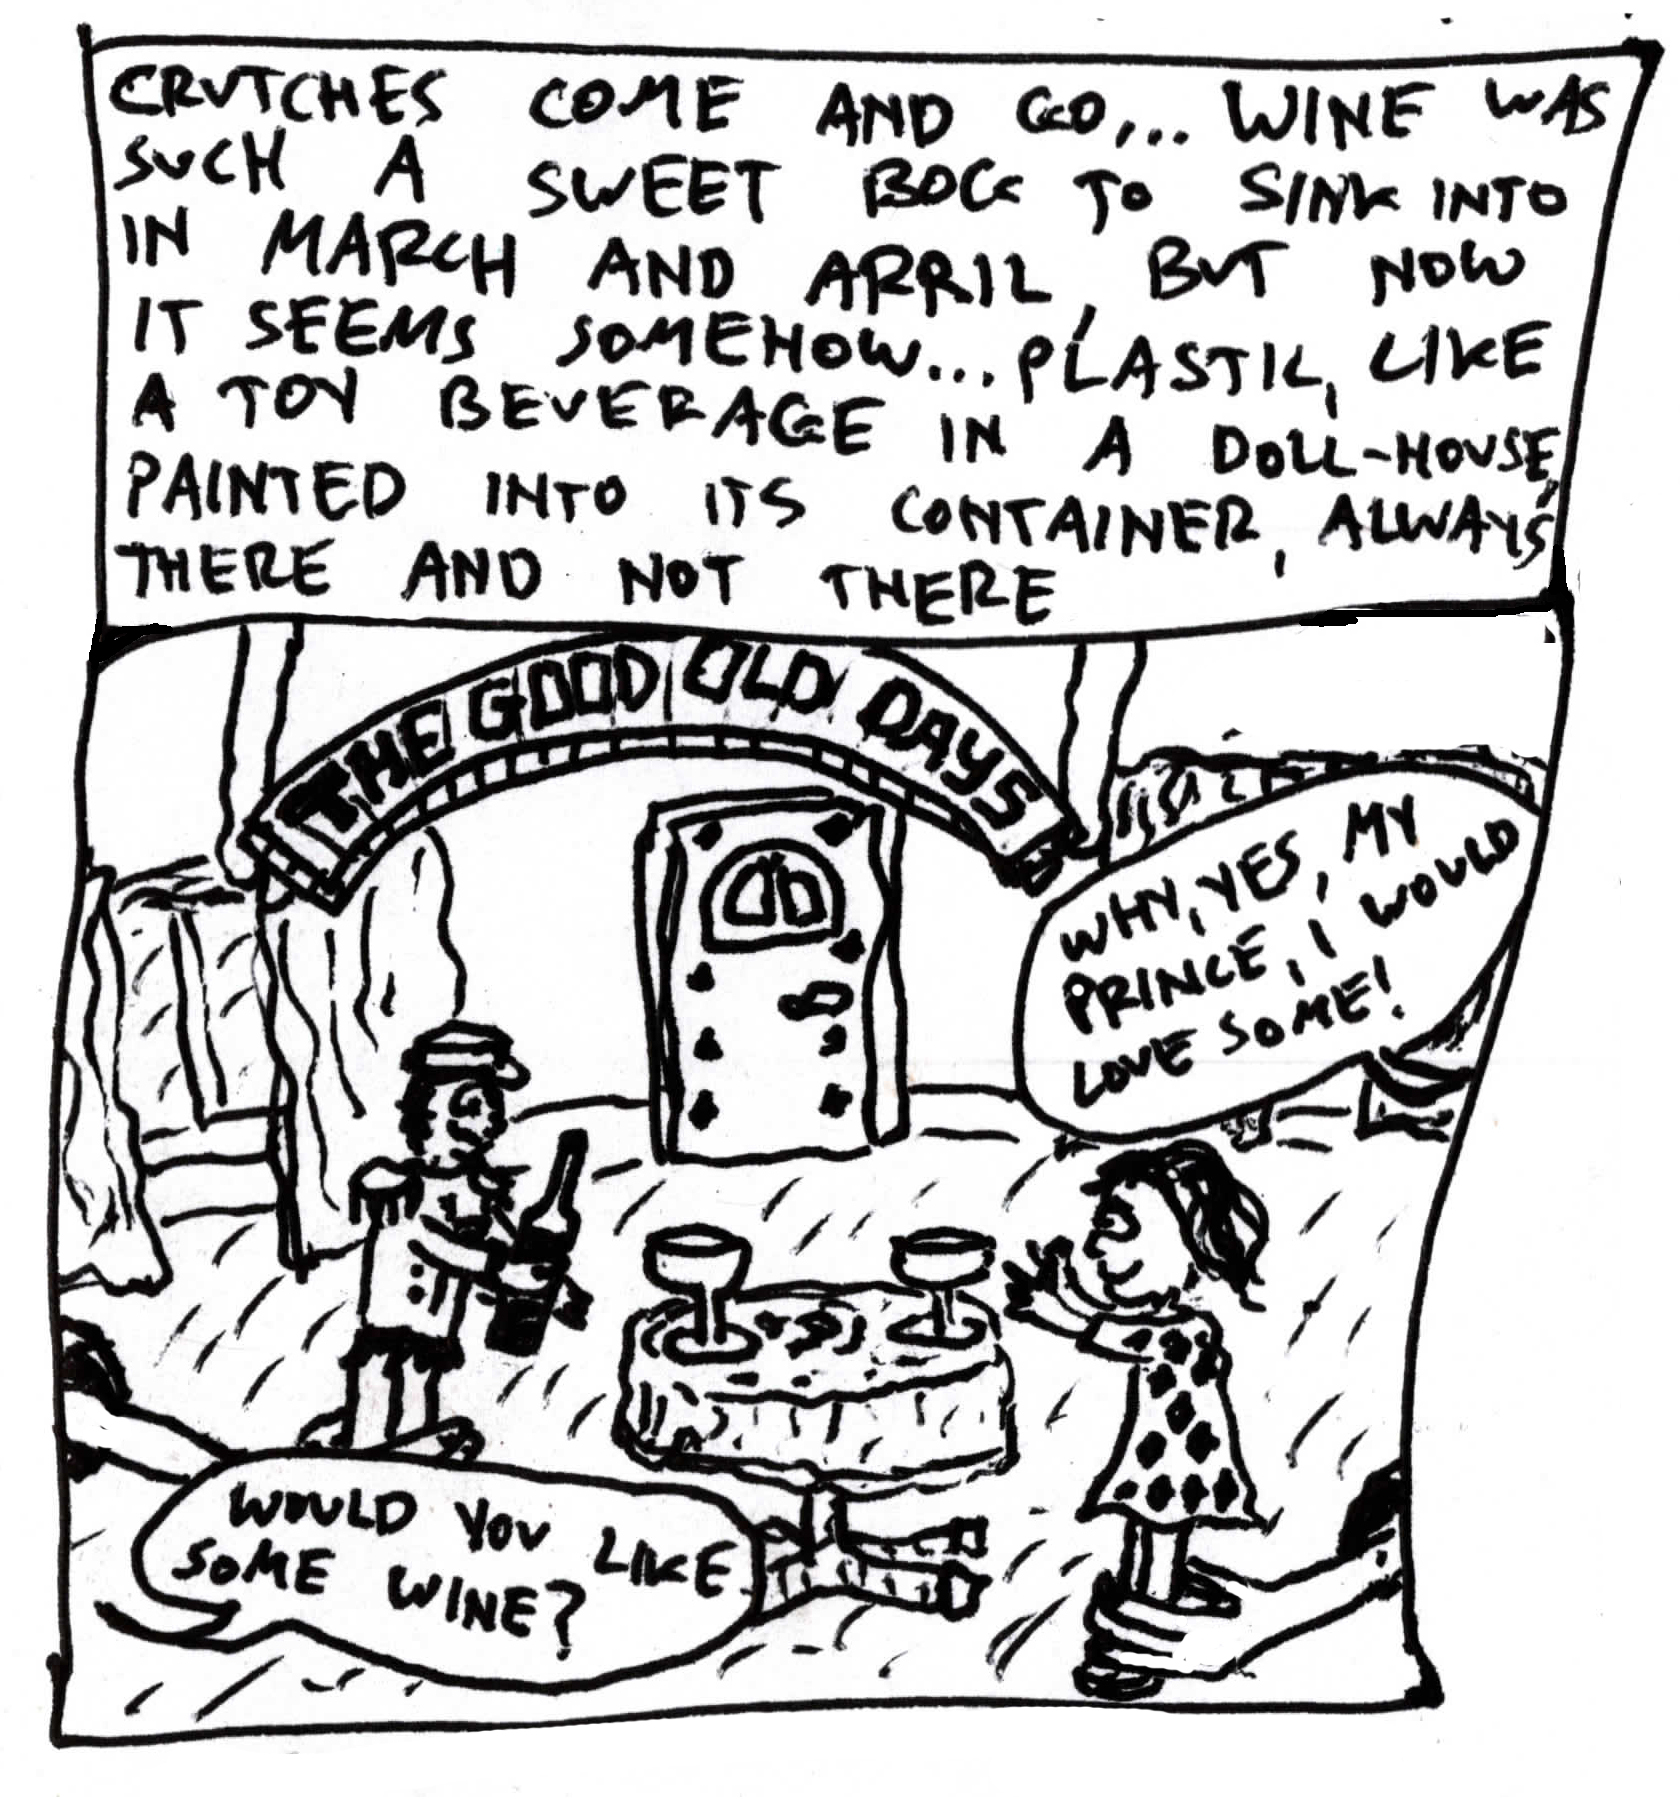 CRUTCHES COME AND GO,... WINE WAS
SUCH A SWEET BOG TO SINK INTO
IN MARCH AND APRIL, BUT NOW
IT SEEMS SOMEHOW... PLASTIC, LIKE
A TOY BEVERAGE IN A DOLL-HOUSE,
PAINTED INTO ITS CONTAINER, ALWAYS
THERE AND NOT THERE
THE GOOD OLD DAYS
WHY, YES, MY
PRINCE, I WOULD
LOVE SOME!
WOULD YOU LIKE
SOME WINE?